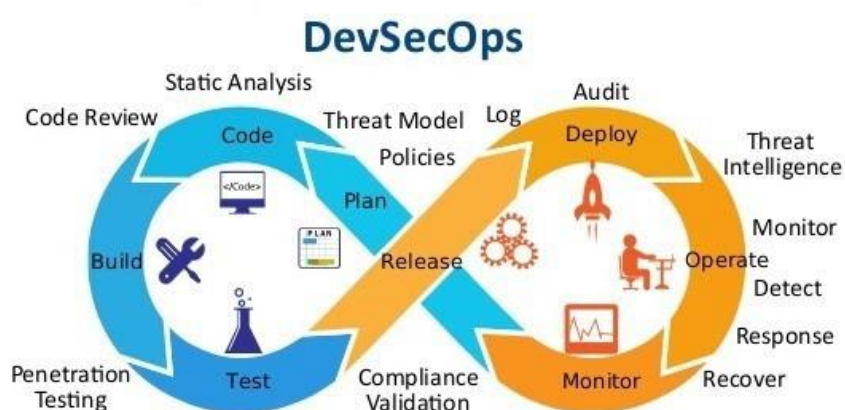 DevSecOps
Static Analysis
Audit
Code Review
Code
Threat Model
Log
Deploy
Policies
Threat
Intelligence
</Code>
Plan
PLAN
Monitor
Build
Release
Operate
Detect
Response
Penetration
Testing
Test
Compliance
Validation
Monitor
Recover